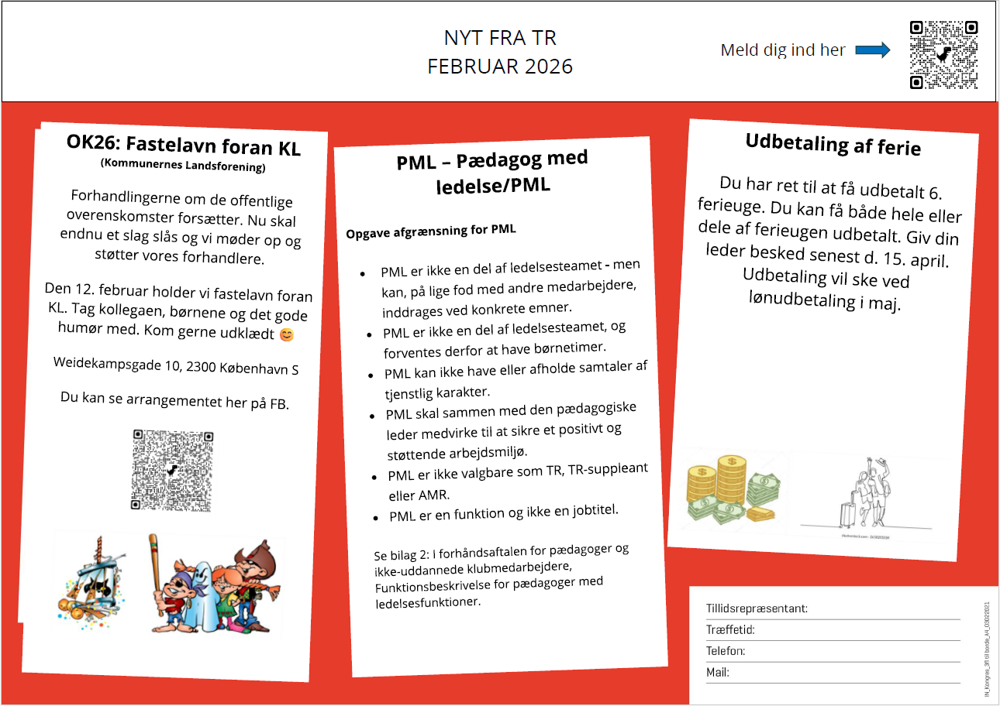 NYT FRA TR
FEBRUAR 2026
Meld dig ind her
OK26: Fastelavn foran KL
(Kommunernes Landsforening)
Forhandlingerne om de offentlige
overenskomster forsætter. Nu skal
endnu et slag slås og vi møder op og
støtter vores forhandlere.
Den 12. februar holder vi fastelavn foran
KL. Tag kollegaen, børnene og det gode
humør med. Kom gerne udklædt 😊
Weidekampsgade 10, 2300 København S
Du kan se arrangementet her på FB.
PML – Pædagog med
ledelse/PML
Opgave afgrænsning for PML
• PML er ikke en del af ledelsesteamet - men
kan, på lige fod med andre medarbejdere,
inddrages ved konkrete emner.
• PML er ikke en del af ledelsesteamet, og
forventes derfor at have børnetimer.
• PML kan ikke have eller afholde samtaler af
tjenstlig karakter.
• PML skal sammen med den pædagogiske
leder medvirke til at sikre et positivt og
støttende arbejdsmiljø.
• PML er ikke valgbare som TR, TR-suppleant
eller AMR.
• PML er en funktion og ikke en jobtitel.
Se bilag 2: I forhåndsaftalen for pædagoger og
ikke-uddannede klubmedarbejdere,
Funktionsbeskrivelse for pædagoger med
ledelsesfunktioner.
Udbetaling af ferie
Du har ret til at få udbetalt 6.
ferieuge. Du kan få både hele eller
dele af ferieugen udbetalt. Giv din
leder besked senest d. 15. april.
Udbetaling vil ske ved
lønudbetaling i maj.
Tillidsrepræsentant:
Træffetid:
Telefon:
Mail: